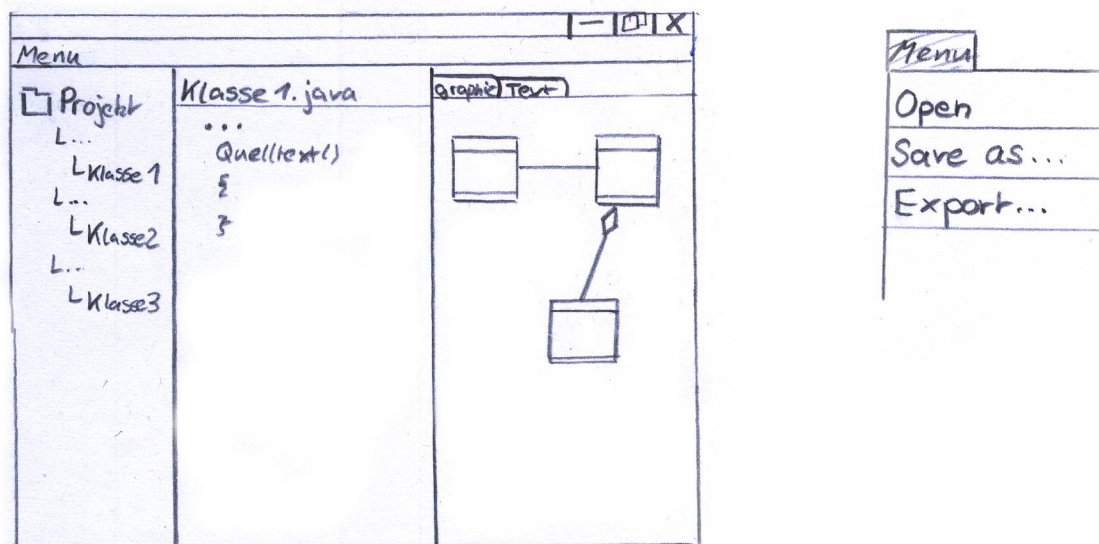 Menu
Projekt
...
Klasse 1
...
Klasse2
...
Klasse3
Klasse 1. java
...
Quelltext()
{
}
graphic Text
Menu
Open
Save as...
Export...